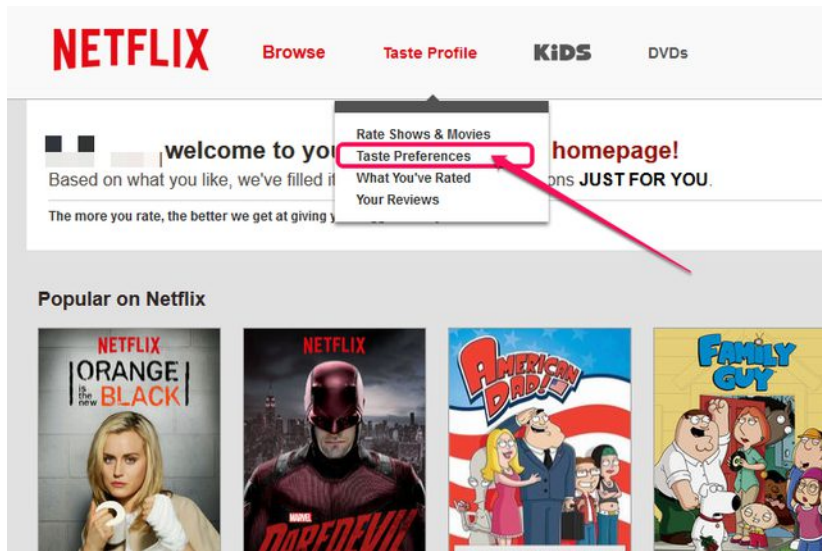 NETFLIX
Browse
Taste Profile
KiDS
DVDs
Rate Shows & Movies
Taste Preferences
What You've Rated
Your Reviews
welcome to you homepage!
Based on what you like, we've filled it ons JUST FOR YOU.
The more you rate, the better we get at giving y
Popular on Netflix
NETFLIX
ORANGE
is the new BLACK
NETFLIX
MARVEL
DAREDEVIL
AMERICAN
DAD!
FAMILY
GUY